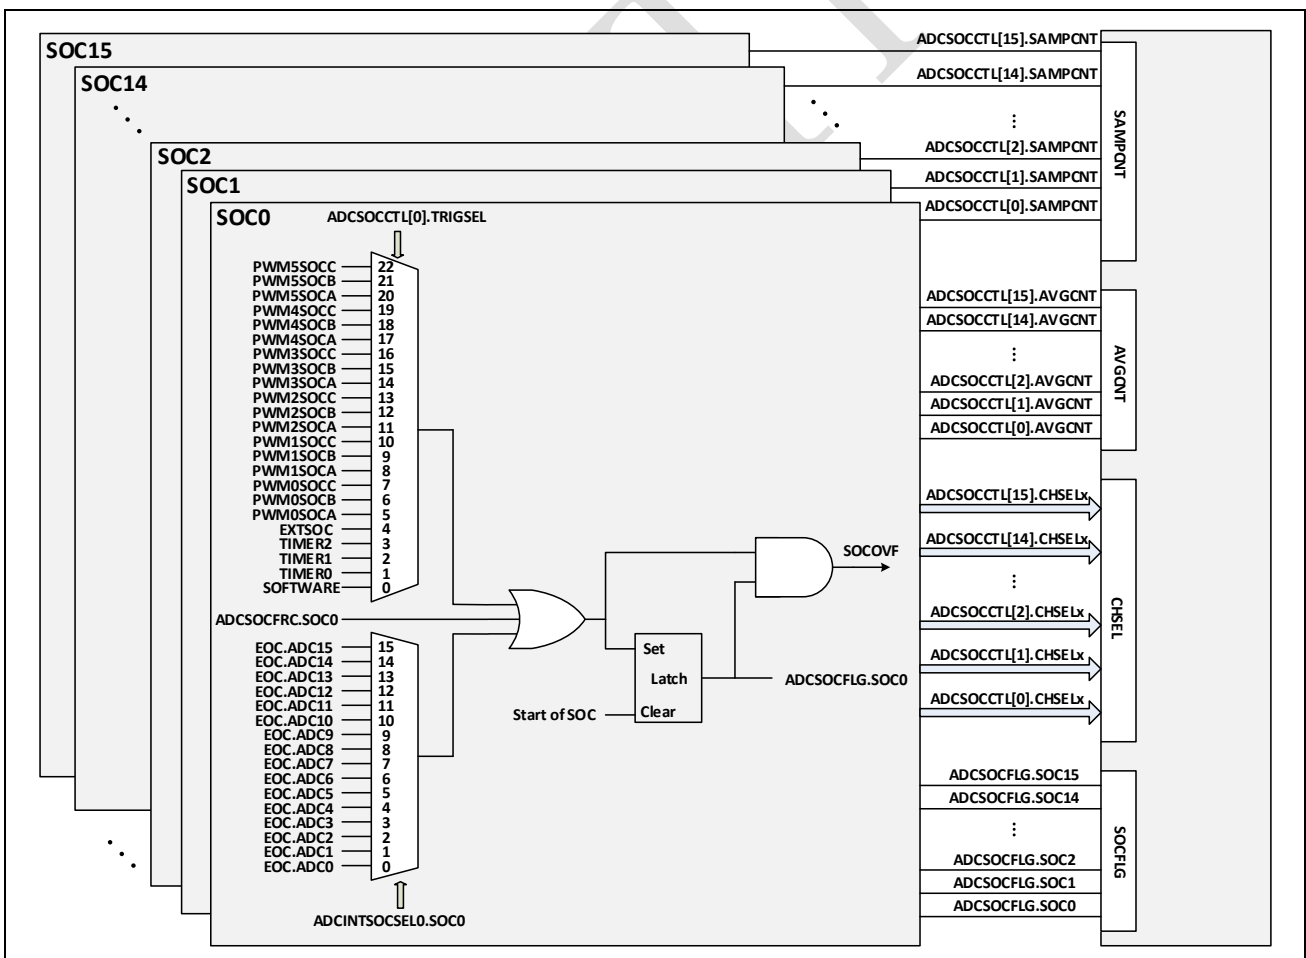 SOC15
SOC14
SOC2
SOC1
SOC0
ADCSOCCTL[0].TRIGSEL
PWM5SOCC 22
PWM5SOCB 21
PWM5SOCA 20
PWM4SOCC 19
PWM4SOCB 18
PWM4SOCA 17
PWM3SOCC 16
PWM3SOCB 15
PWM3SOCA 14
PWM2SOCC 13
PWM2SOCB 12
PWM2SOCA 11
PWM1SOCC 10
PWM1SOCB 9
PWM1SOCA 8
PWM0SOCC 7
PWM0SOCB 6
PWM0SOCA 5
EXTSOC 4
TIMER2 3
TIMER1 2
TIMER0 1
SOFTWARE 0
ADCSOCFRC.SOC0
EOC.ADC15 15
EOC.ADC14 14
EOC.ADC13 13
EOC.ADC12 12
EOC.ADC11 11
EOC.ADC10 10
EOC.ADC9 9
EOC.ADC8 8
EOC.ADC7 7
EOC.ADC6 6
EOC.ADC5 5
EOC.ADC4 4
EOC.ADC3 3
EOC.ADC2 2
EOC.ADC1 1
EOC.ADC0 0
ADCINTSOCSEL0.SOC0
Set
Latch
Clear
Start of SOC
SOCOVF
ADCSOCFLG.SOC0
ADCSOCCTL[15].SAMPCNT
ADCSOCCTL[14].SAMPCNT
ADCSOCCTL[2].SAMPCNT
ADCSOCCTL[1].SAMPCNT
ADCSOCCTL[0].SAMPCNT
SAMPCNT
ADCSOCCTL[15].AVGCNT
ADCSOCCTL[14].AVGCNT
ADCSOCCTL[2].AVGCNT
ADCSOCCTL[1].AVGCNT
ADCSOCCTL[0].AVGCNT
AVGCNT
ADCSOCCTL[15].CHSELx
ADCSOCCTL[14].CHSELx
ADCSOCCTL[2].CHSELx
ADCSOCCTL[1].CHSELx
ADCSOCCTL[0].CHSELx
CHSEL
ADCSOCFLG.SOC15
ADCSOCFLG.SOC14
ADCSOCFLG.SOC2
ADCSOCFLG.SOC1
ADCSOCFLG.SOC0
SOCFLG